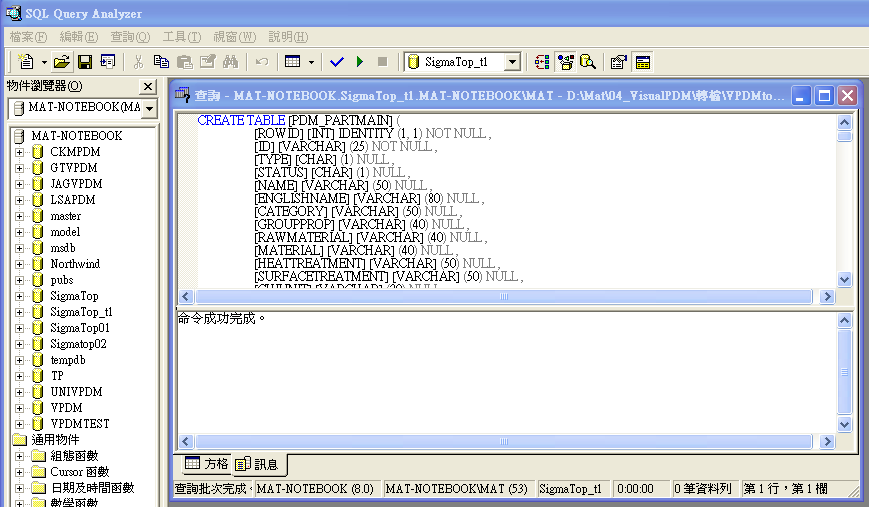 SQL Query Analyzer
檔案(F) 編輯(E) 查詢(Q) 工具(T) 視窗(W) 說明(H)
SigmaTop_t1
物件瀏覽器(O)
MAT-NOTEBOOK(MA
MAT-NOTEBOOK
CKMPDM
GTVPDM
JAGVPDM
LSAPDM
master
model
msdb
Northwind
pubs
SigmaTop
SigmaTop_t1
SigmaTop01
Sigmatop02
tempdb
TP
UNIVPDM
VPDM
VPDMTEST
通用物件
組態函數
Cursor 函數
日期及時間函數
數學函數
查詢 - MAT-NOTEBOOK.SigmaTop_t1.MAT-NOTEBOOK\MAT - D:\Mat\04_VisualPDM\轉檔\VPDMto...
CREATE TABLE [PDM_PARTMAIN] (
[ROWID] [INT] IDENTITY (1, 1) NOT NULL ,
[ID] [VARCHAR] (25) NOT NULL ,
[TYPE] [CHAR] (1) NULL ,
[STATUS] [CHAR] (1) NULL ,
[NAME] [VARCHAR] (50) NULL ,
[ENGLISHNAME] [VARCHAR] (80) NULL ,
[CATEGORY] [VARCHAR] (50) NULL ,
[GROUPPROP] [VARCHAR] (40) NULL ,
[RAWMATERIAL] [VARCHAR] (40) NULL ,
[MATERIAL] [VARCHAR] (40) NULL ,
[HEATTREATMENT] [VARCHAR] (50) NULL ,
[SURFACETREATMENT] [VARCHAR] (50) NULL ,
命令成功完成。
方格 訊息
查詢批次完成。 MAT-NOTEBOOK (8.0) MAT-NOTEBOOK\MAT (53) SigmaTop_t1 0:00:00 0 筆資料列 第 1 行，第 1 欄